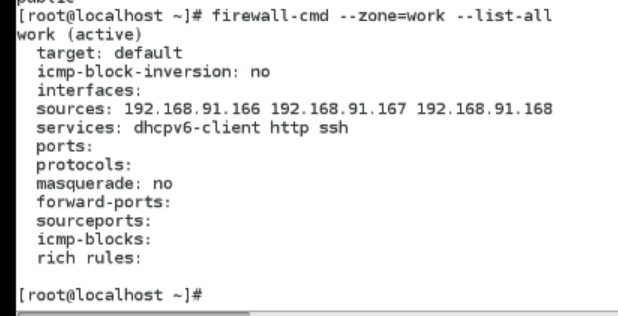 [root@localhost ~]# firewall-cmd --zone=work --list-all
work (active)
  target: default
  icmp-block-inversion: no
  interfaces:
  sources: 192.168.91.166 192.168.91.167 192.168.91.168
  services: dhcpv6-client http ssh
  ports:
  protocols:
  masquerade: no
  forward-ports:
  sourceports:
  icmp-blocks:
  rich rules:
[root@localhost ~]#